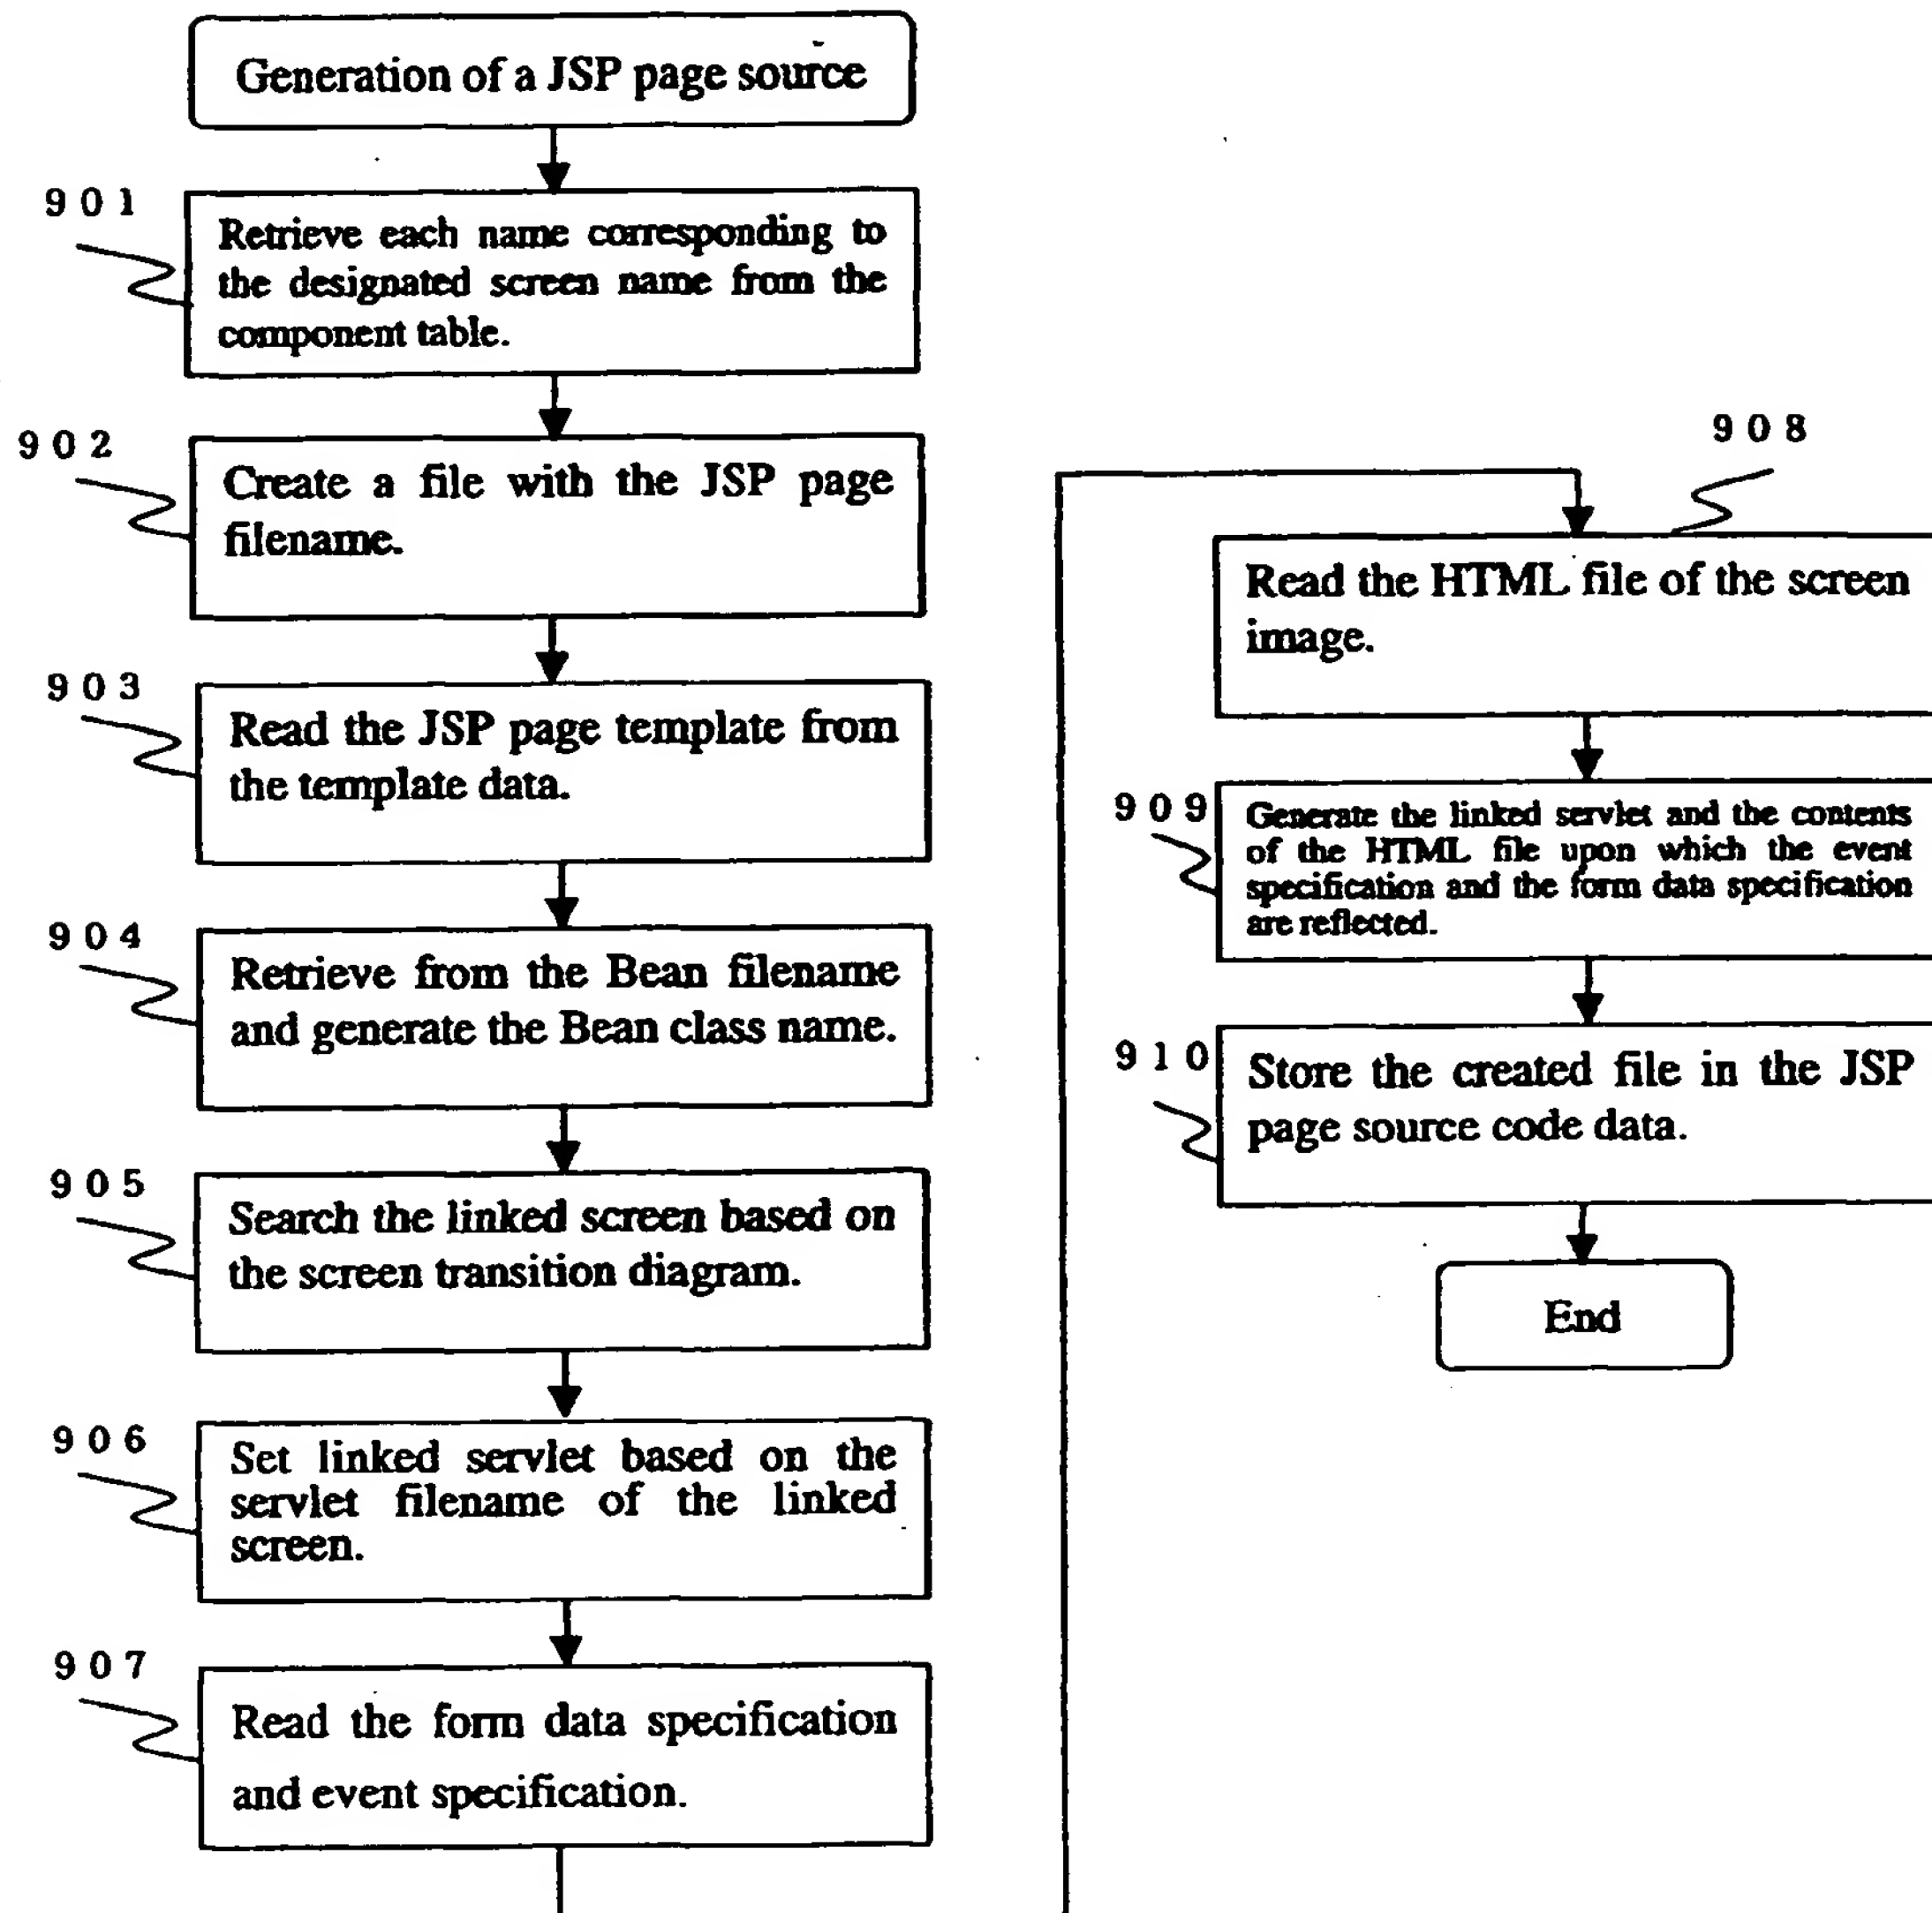 Generation of a JSP page source
901
Retrieve each name corresponding to
the designated screen name from the
component table.
902
Create a file with the JSP page
filename.
903
Read the JSP page template from
the template data.
904
Retrieve from the Bean filename
and generate the Bean class name.
905
Search the linked screen based on
the screen transition diagram.
906
Set linked servlet based on the
servlet filename of the linked
screen.
907
Read the form data specification
and event specification.
908
Read the HTML file of the screen
image.
909
Generate the linked servlet and the contents
of the HTML file upon which the event
specification and the form data specification
are reflected.
910
Store the created file in the JSP
page source code data.
End